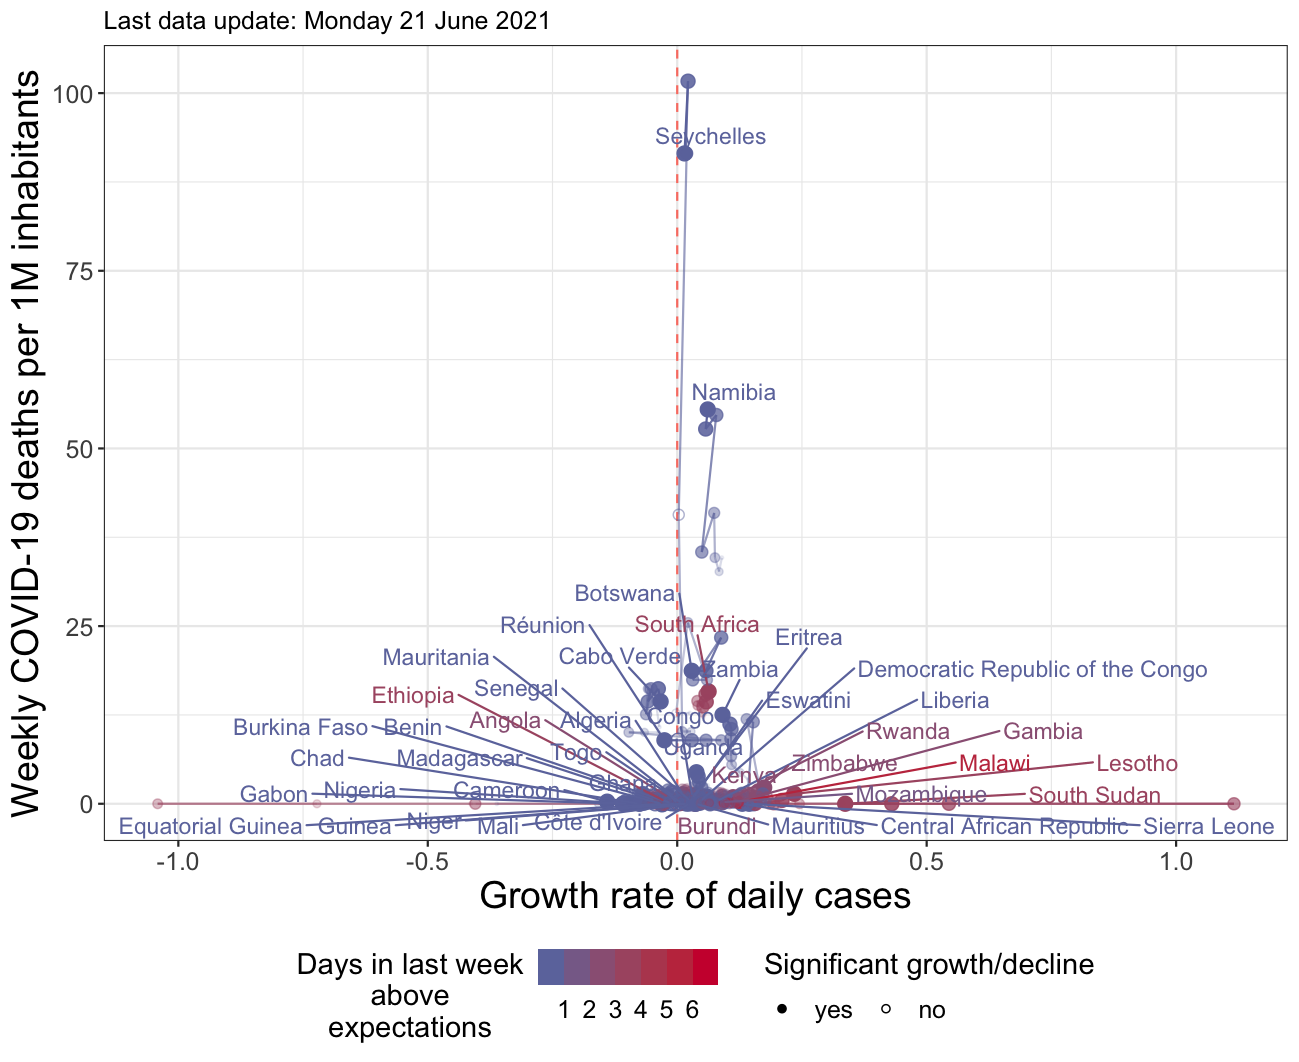 Last data update: Monday 21 June 2021
Weekly COVID-19 deaths per 1M inhabitants
100
75
50
25
0
Seychelles
Namibia
Botswana
Réunion
South Africa
Eritrea
Mauritania
Cabo Verde
Zambia
Democratic Republic of the Congo
Ethiopia
Senegal
Eswatini
Liberia
Burkina Faso
Benin
Angola
Algeria
Congo
Rwanda
Gambia
Chad
Madagascar
Togo
Uganda
Zimbabwe
Malawi
Lesotho
Gabon
Nigeria
Cameroon
Ghana
Kenya
Mozambique
South Sudan
Equatorial Guinea
Guinea
Niger
Mali
Côte d'Ivoire
Burundi
Mauritius
Central African Republic
Sierra Leone
-1.0
-0.5
0.0
0.5
1.0
Growth rate of daily cases
Days in last week
above
expectations
1 2 3 4 5 6
Significant growth/decline
yes
no